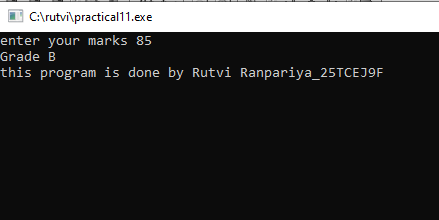 C:\rutvi\practical11.exe
enter your marks 85
Grade B
this program is done by Rutvi Ranpariya_25TCEJ9F